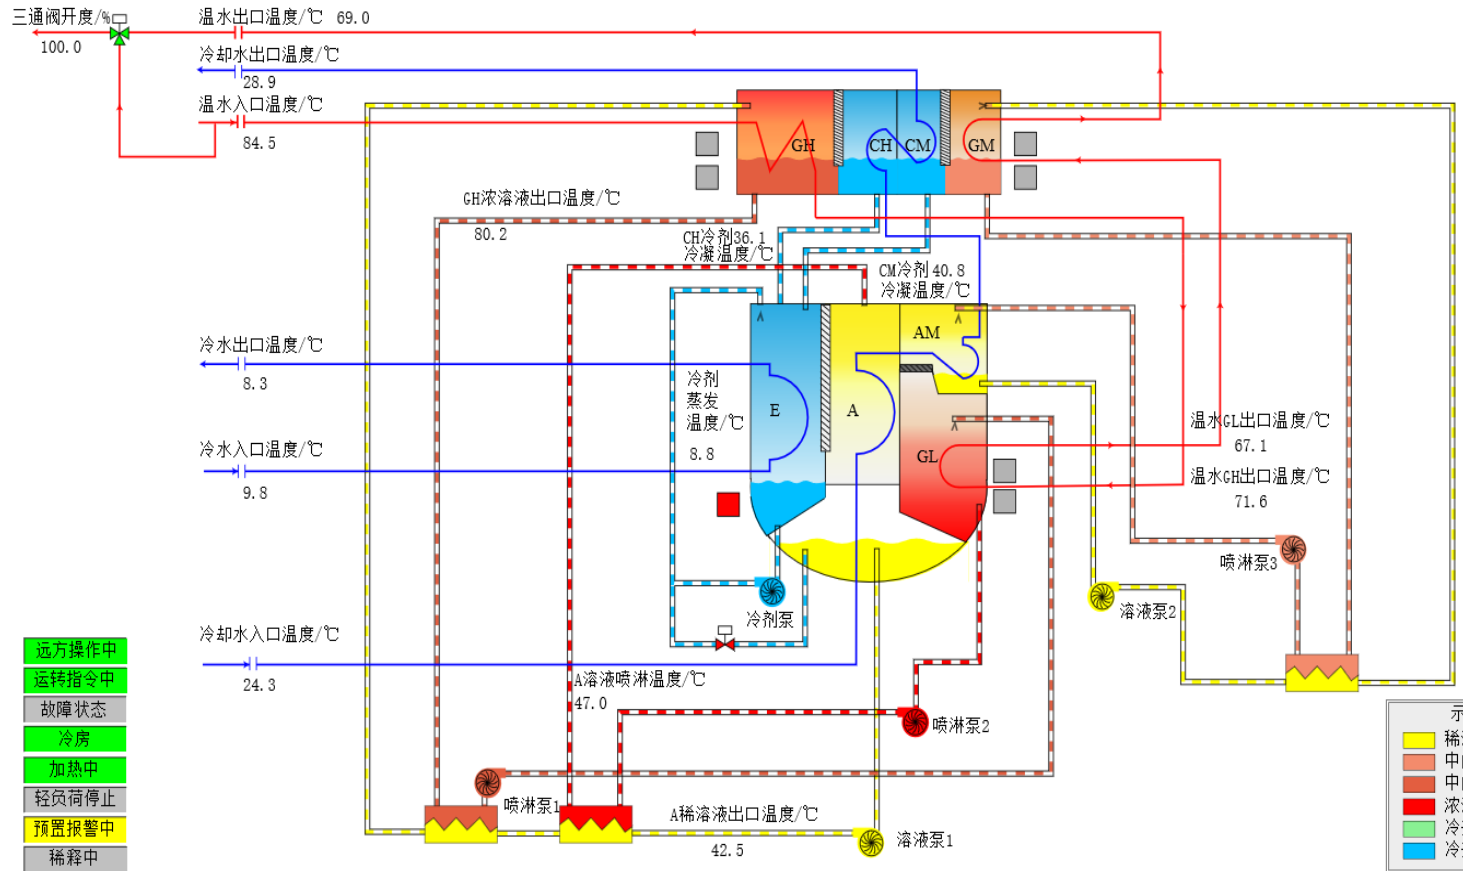 三通阀开度/%
100.0
温水出口温度/℃ 69.0
冷却水出口温度/℃
28.9
温水入口温度/℃
84.5
GH
CH
CM
GM
GH浓溶液出口温度/℃
80.2
CH冷剂36.1
冷凝温度/℃
CM冷剂 40.8
冷凝温度/℃
AM
冷水出口温度/℃
8.3
冷剂
蒸发
温度/℃
8.8
E
A
GL
温水GL出口温度/℃
67.1
冷水入口温度/℃
9.8
温水GH出口温度/℃
71.6
喷淋泵3
冷剂泵
溶液泵2
冷却水入口温度/℃
24.3
A溶液喷淋温度/℃
47.0
喷淋泵2
喷淋泵1
A稀溶液出口温度/℃
42.5
溶液泵1
远方操作中
运转指令中
故障状态
冷房
加热中
轻负荷停止
预置报警中
稀释中
示
稀
中
中
浓
冷
冷